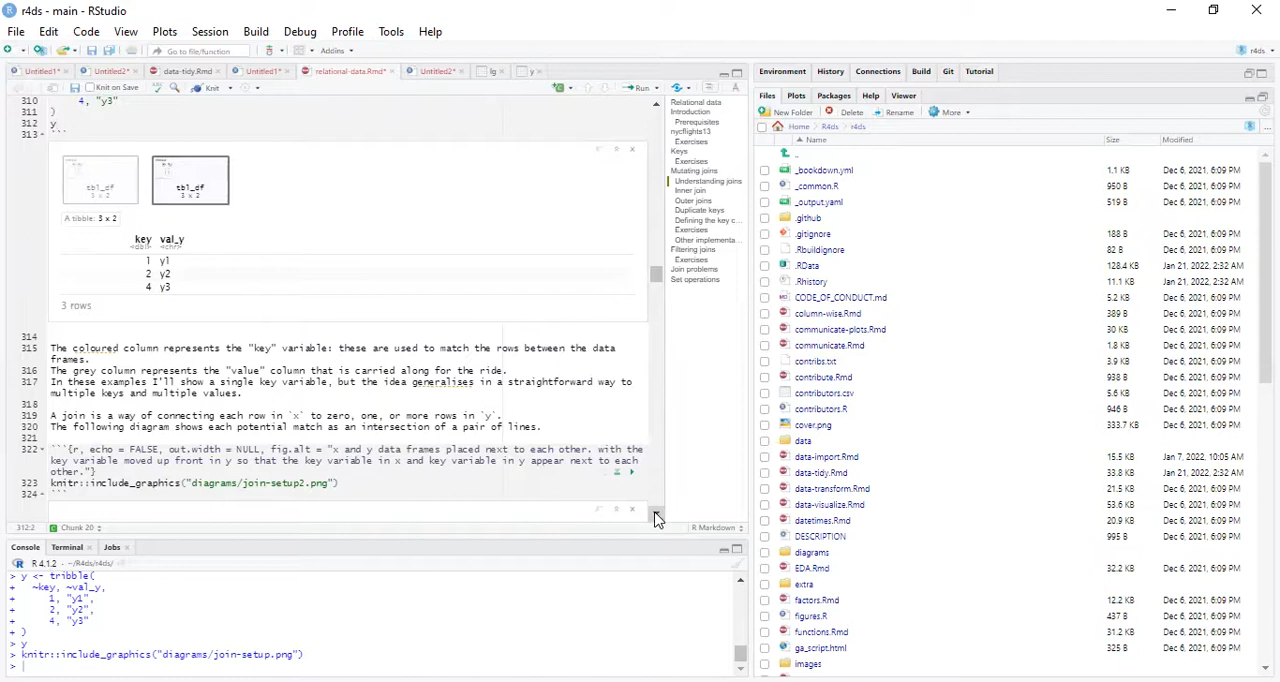 r4ds - main - RStudio
File Edit Code View Plots Session Build Debug Profile Tools Help
Go to file/function Addins r4ds
Untitled1* Untitled2* data-tidy.Rmd Untitled1* relational-data.Rmd* Untitled2* lg y
Knit on Save Knit Run
310 4, "y3"
311 )
312 y
313 ```
tbl_df
3 x 2
tbl_df
3 x 2
A tibble: 3 x 2
key val_y
<dbl> <chr>
1 y1
2 y2
4 y3
3 rows
314
315 The coloured column represents the "key" variable: these are used to match the rows between the data
frames.
316 The grey column represents the "value" column that is carried along for the ride.
317 In these examples I'll show a single key variable, but the idea generalises in a straightforward way to
multiple keys and multiple values.
318
319 A join is a way of connecting each row in `x` to zero, one, or more rows in `y`.
320 The following diagram shows each potential match as an intersection of a pair of lines.
321
322 ```{r, echo = FALSE, out.width = NULL, fig.alt = "x and y data frames placed next to each other. with the
key variable moved up front in y so that the key variable in x and key variable in y appear next to each
other."}
323 knitr::include_graphics("diagrams/join-setup2.png")
324 ```
312:2 Chunk 20 R Markdown
Relational data
Introduction
Prerequisites
nycflights13
Exercises
Keys
Exercises
Mutating joins
Understanding joins
Inner join
Outer joins
Duplicate keys
Defining the key c...
Exercises
Other implementa...
Filtering joins
Exercises
Join problems
Set operations
Console Terminal Jobs
R 4.1.2 · ~/R4ds/r4ds/
> y <- tribble(
+ ~key, ~val_y,
+ 1, "y1",
+ 2, "y2",
+ 4, "y3"
+ )
> y
> knitr::include_graphics("diagrams/join-setup.png")
>
Environment History Connections Build Git Tutorial
Files Plots Packages Help Viewer
New Folder Delete Rename More
Home R4ds r4ds
Name Size Modified
..
_bookdown.yml 1.1 KB Dec 6, 2021, 6:09 PM
_common.R 950 B Dec 6, 2021, 6:09 PM
_output.yaml 519 B Dec 6, 2021, 6:09 PM
.github
.gitignore 188 B Dec 6, 2021, 6:09 PM
.Rbuildignore 82 B Dec 6, 2021, 6:09 PM
.RData 128.4 KB Jan 21, 2022, 2:32 AM
.Rhistory 11.1 KB Jan 21, 2022, 2:32 AM
CODE_OF_CONDUCT.md 5.2 KB Dec 6, 2021, 6:09 PM
column-wise.Rmd 389 B Dec 6, 2021, 6:09 PM
communicate-plots.Rmd 30 KB Dec 6, 2021, 6:09 PM
communicate.Rmd 1.8 KB Dec 6, 2021, 6:09 PM
contribs.txt 3.9 KB Dec 6, 2021, 6:09 PM
contribute.Rmd 938 B Dec 6, 2021, 6:09 PM
contributors.csv 5.6 KB Dec 6, 2021, 6:09 PM
contributors.R 946 B Dec 6, 2021, 6:09 PM
cover.png 333.7 KB Dec 6, 2021, 6:09 PM
data
data-import.Rmd 15.5 KB Jan 7, 2022, 10:05 AM
data-tidy.Rmd 33.8 KB Jan 21, 2022, 2:32 AM
data-transform.Rmd 21.5 KB Dec 6, 2021, 6:09 PM
data-visualize.Rmd 53.6 KB Dec 6, 2021, 6:09 PM
datetimes.Rmd 20.9 KB Dec 6, 2021, 6:09 PM
DESCRIPTION 995 B Dec 6, 2021, 6:09 PM
diagrams
EDA.Rmd 32.2 KB Dec 6, 2021, 6:09 PM
extra
factors.Rmd 12.2 KB Dec 6, 2021, 6:09 PM
figures.R 437 B Dec 6, 2021, 6:09 PM
functions.Rmd 31.2 KB Dec 6, 2021, 6:09 PM
ga_script.html 325 B Dec 6, 2021, 6:09 PM
images